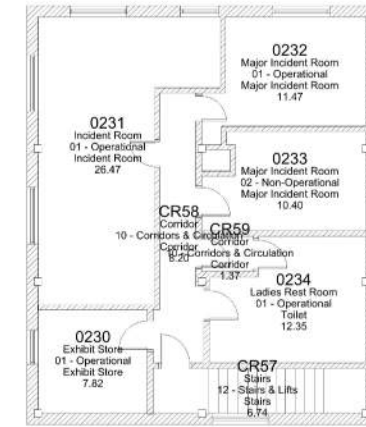 0232
Major Incident Room
01 - Operational
Major Incident Room
11.47
0231
Incident Room
01 - Operational
Incident Room
26.47
0233
Major Incident Room
02 - Non-Operational
Major Incident Room
10.40
CR58
Corridor
10 - Corridors & Circulation
Corridor
8.20
CR59
Corridor
10 - Corridors & Circulation
Corridor
1.37
0234
Ladies Rest Room
01 - Operational
Toilet
12.35
0230
Exhibit Store
01 - Operational
Exhibit Store
7.82
CR57
Stairs
12 - Stairs & Lifts
Stairs
6.74